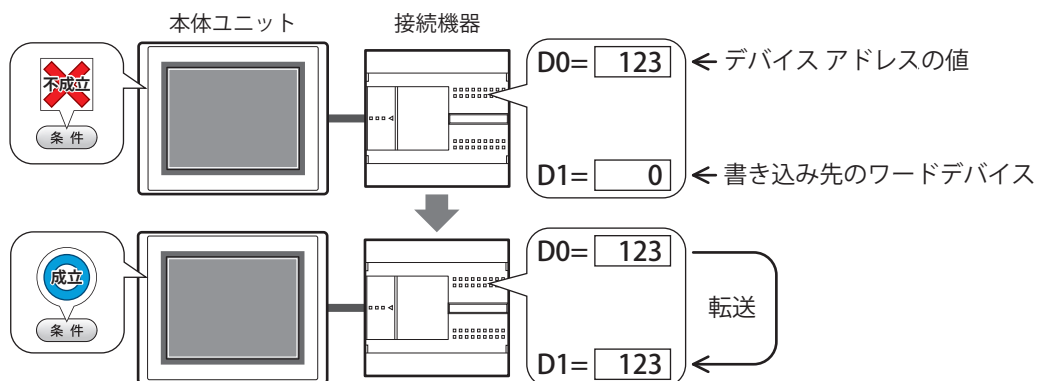 本体ユニット
接続機器
不成立
条件
D0= 123
← デバイス アドレスの値
D1= 0
← 書き込み先のワードデバイス
成立
条件
D0= 123
転送
D1= 123